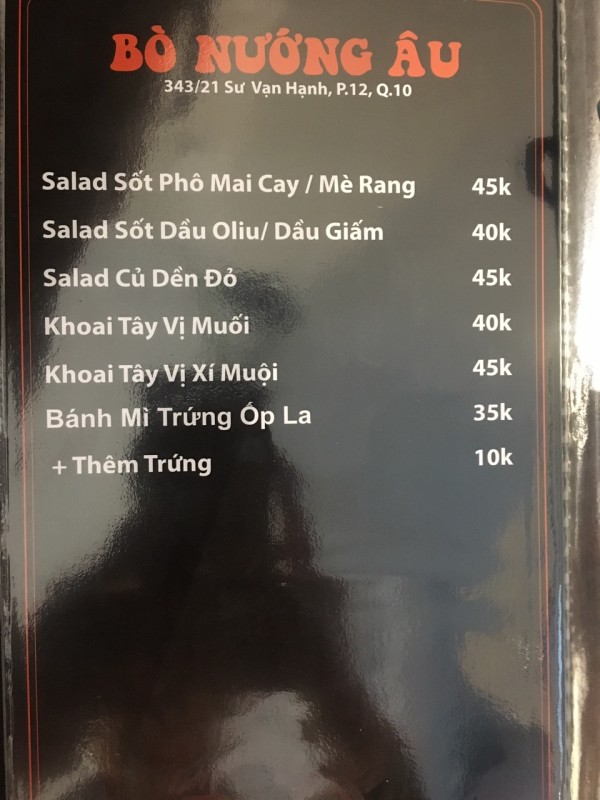 BÒ NƯỚNG ÂU
343/21 Sư Vạn Hạnh, P.12, Q.10
Salad Sốt Phô Mai Cay / Mè Rang 45k
Salad Sốt Dầu Oliu/ Dầu Giấm 40k
Salad Củ Dền Đỏ 45k
Khoai Tây Vị Muối 40k
Khoai Tây Vị Xí Muội 45k
Bánh Mì Trứng Ốp La 35k
+ Thêm Trứng 10k